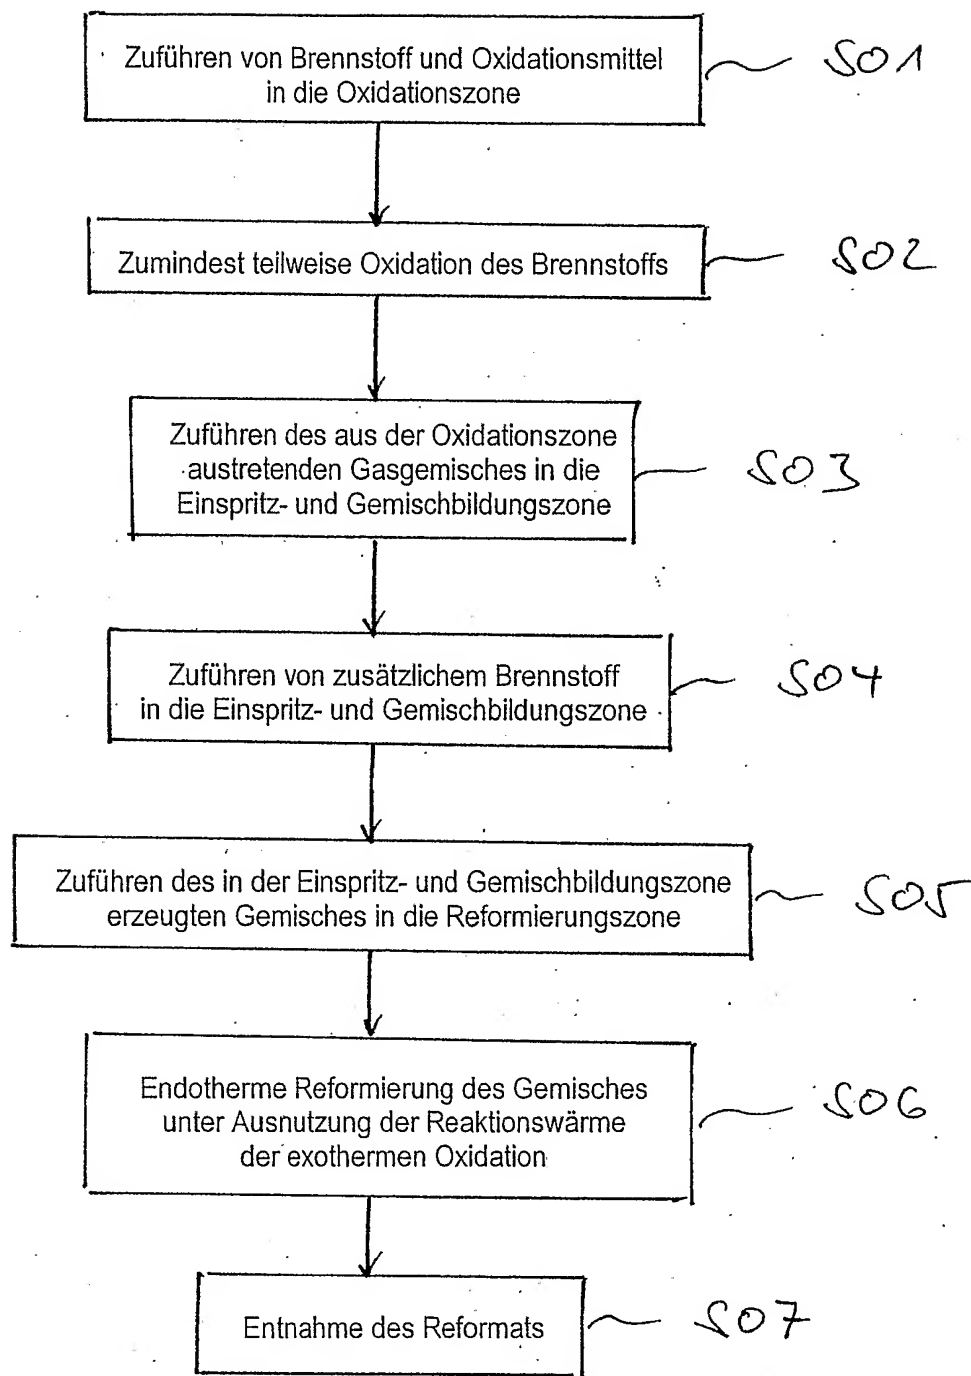 Zuführen von Brennstoff und Oxidationsmittel
in die Oxidationszone
S01
Zumindest teilweise Oxidation des Brennstoffs
S02
Zuführen des aus der Oxidationszone
austretenden Gasgemisches in die
Einspritz- und Gemischbildungszone
S03
Zuführen von zusätzlichem Brennstoff
in die Einspritz- und Gemischbildungszone
S04
Zuführen des in der Einspritz- und Gemischbildungszone
erzeugten Gemisches in die Reformierungszone
S05
Endotherme Reformierung des Gemisches
unter Ausnutzung der Reaktionswärme
der exothermen Oxidation
S06
Entnahme des Reformats
S07